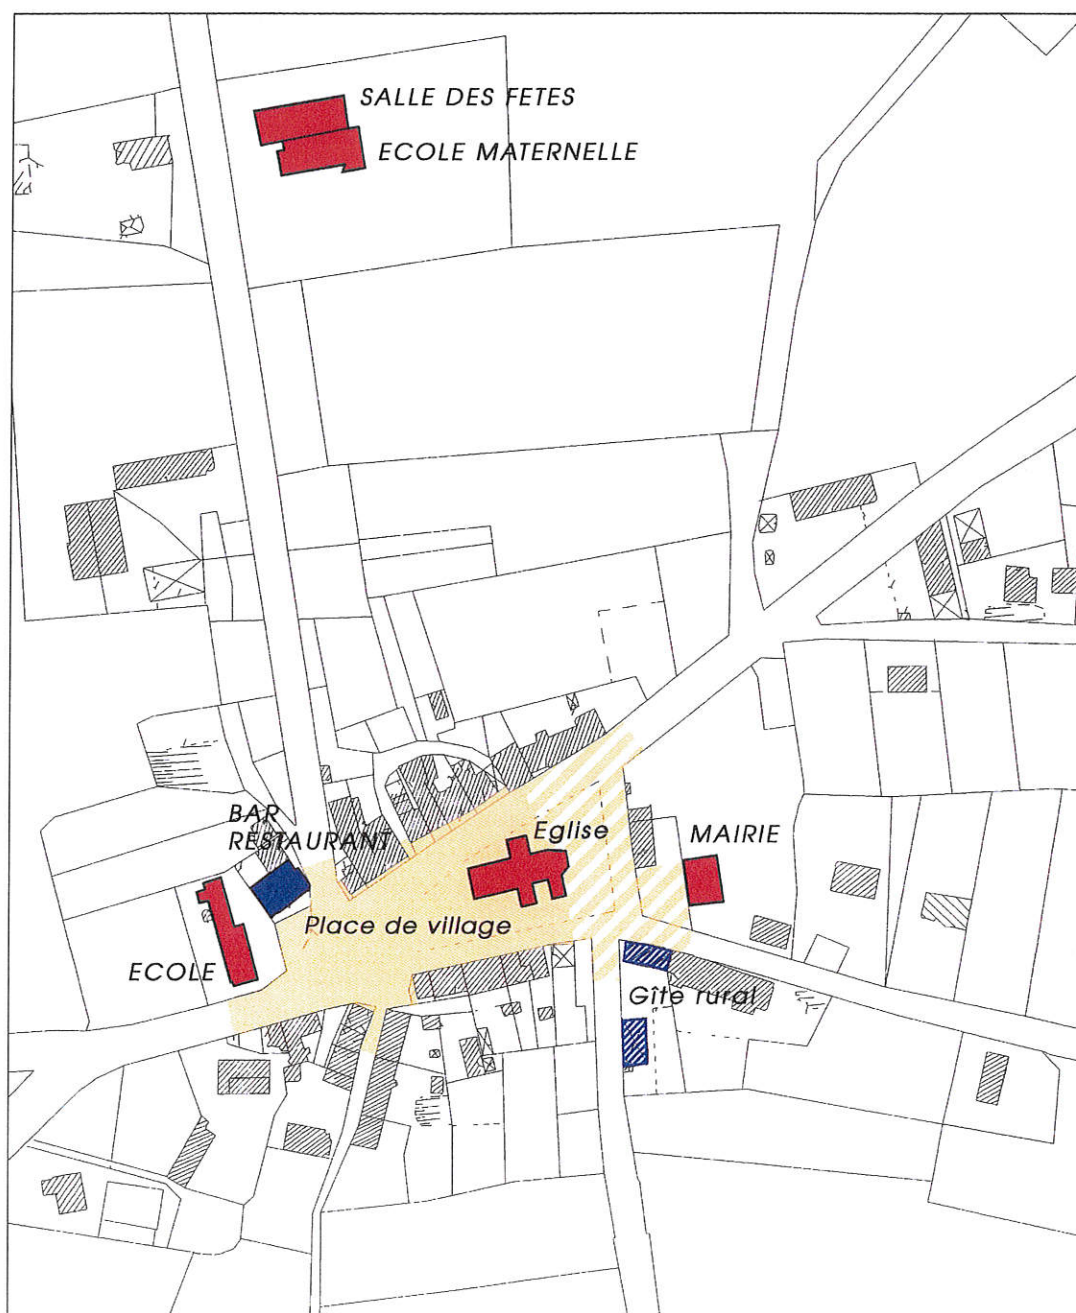 SALLE DES FETES
ECOLE MATERNELLE
BAR
RESTAURANT
Eglise
MAIRIE
Place de village
ECOLE
Gîte rural